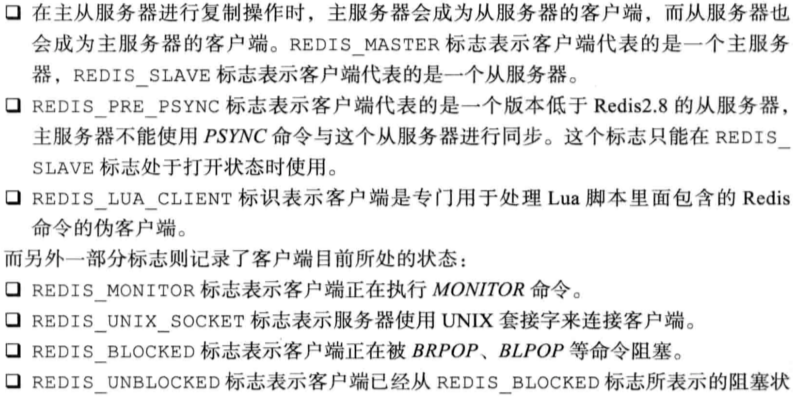 ❑ 在主从服务器进行复制操作时，主服务器会成为从服务器的客户端，而从服务器也
会成为主服务器的客户端。REDIS_MASTER 标志表示客户端代表的是一个主服务
器，REDIS_SLAVE 标志表示客户端代表的是一个从服务器。
❑ REDIS_PRE_PSYNC 标志表示客户端代表的是一个版本低于 Redis2.8 的从服务器，
主服务器不能使用 PSYNC 命令与这个从服务器进行同步。这个标志只能在 REDIS_
SLAVE 标志处于打开状态时使用。
❑ REDIS_LUA_CLIENT 标识表示客户端是专门用于处理 Lua 脚本里面包含的 Redis
命令的伪客户端。
而另外一部分标志则记录了客户端目前所处的状态：
❑ REDIS_MONITOR 标志表示客户端正在执行 MONITOR 命令。
❑ REDIS_UNIX_SOCKET 标志表示服务器使用 UNIX 套接字来连接客户端。
❑ REDIS_BLOCKED 标志表示客户端正在被 BRPOP、BLPOP 等命令阻塞。
❑ REDIS_UNBLOCKED 标志表示客户端已经从 REDIS_BLOCKED 标志所表示的阻塞状